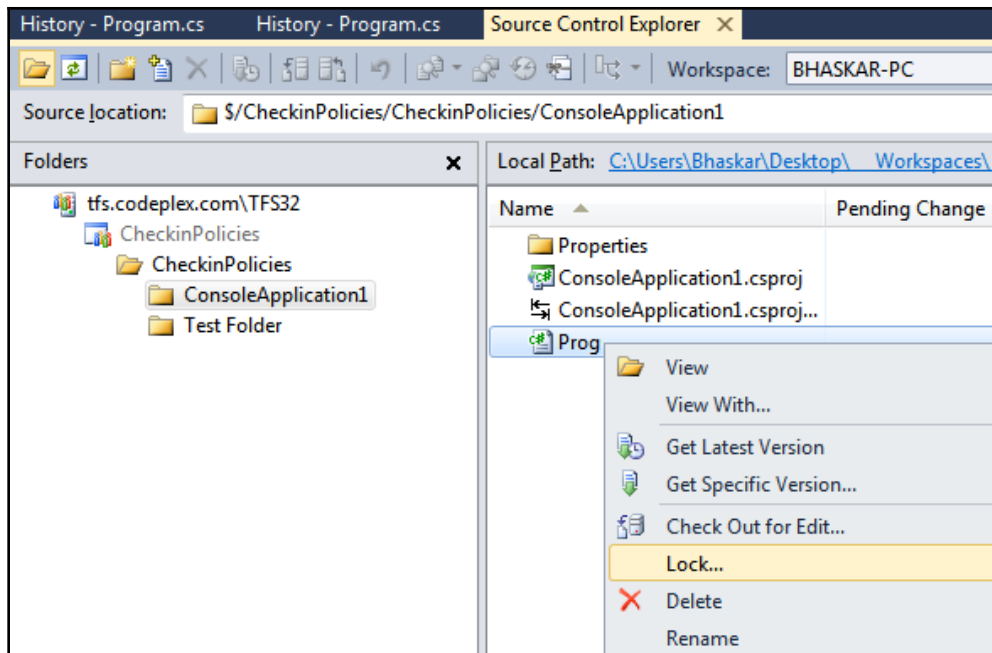 History - Program.cs History - Program.cs Source Control Explorer
Workspace: BHASKAR-PC
Source location: $/CheckinPolicies/CheckinPolicies/ConsoleApplication1
Folders
Local Path: C:\Users\Bhaskar\Desktop\__Workspaces\
tfs.codeplex.com\TFS32
CheckinPolicies
CheckinPolicies
ConsoleApplication1
Test Folder
Name Pending Change
Properties
ConsoleApplication1.csproj
ConsoleApplication1.csproj...
Prog
View
View With...
Get Latest Version
Get Specific Version...
Check Out for Edit...
Lock...
Delete
Rename